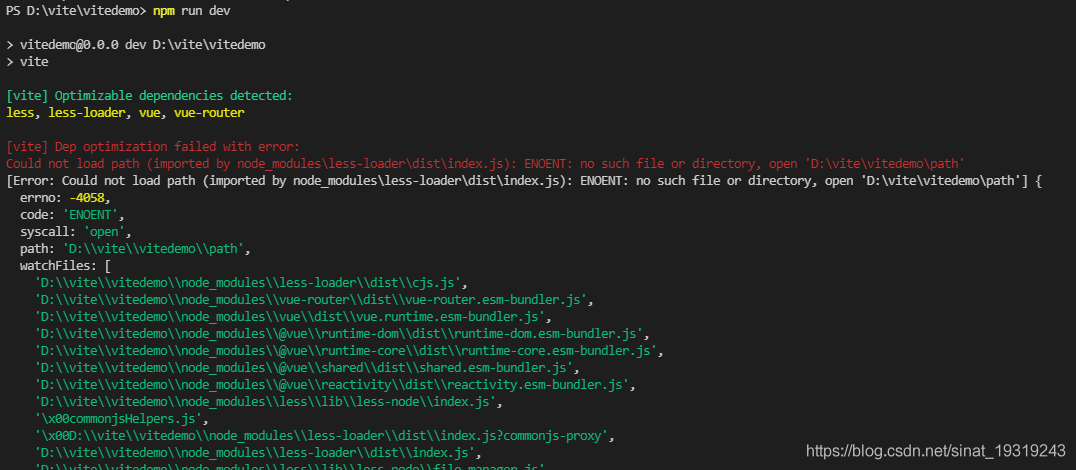 PS D:\vite\vitedemo> npm run dev
> vitedemo@0.0.0 dev D:\vite\vitedemo
> vite
[vite] Optimizable dependencies detected:
less, less-loader, vue, vue-router
[vite] Dep optimization failed with error:
Could not load path (imported by node_modules\less-loader\dist\index.js): ENOENT: no such file or directory, open 'D:\vite\vitedemo\path'
[Error: Could not load path (imported by node_modules\less-loader\dist\index.js): ENOENT: no such file or directory, open 'D:\vite\vitedemo\path'] {
errno: -4058,
code: 'ENOENT',
syscall: 'open',
path: 'D:\\vite\\vitedemo\\path',
watchFiles: [
'D:\\vite\\vitedemo\\node_modules\\less-loader\\dist\\cjs.js',
'D:\\vite\\vitedemo\\node_modules\\vue-router\\dist\\vue-router.esm-bundler.js',
'D:\\vite\\vitedemo\\node_modules\\vue\\dist\\vue.runtime.esm-bundler.js',
'D:\\vite\\vitedemo\\node_modules\\@vue\\runtime-dom\\dist\\runtime-dom.esm-bundler.js',
'D:\\vite\\vitedemo\\node_modules\\@vue\\runtime-core\\dist\\runtime-core.esm-bundler.js',
'D:\\vite\\vitedemo\\node_modules\\@vue\\shared\\dist\\shared.esm-bundler.js',
'D:\\vite\\vitedemo\\node_modules\\@vue\\reactivity\\dist\\reactivity.esm-bundler.js',
'D:\\vite\\vitedemo\\node_modules\\less\\lib\\less-node\\index.js',
'\x00commonjsHelpers.js',
'\x00D:\\vite\\vitedemo\\node_modules\\less-loader\\dist\\index.js?commonjs-proxy',
'D:\\vite\\vitedemo\\node_modules\\less-loader\\dist\\index.js',
'D:\\vite\\vitedemo\\node_modules\\less\\lib\\less-node\\file-manager.js',
https://blog.csdn.net/sinat_19319243